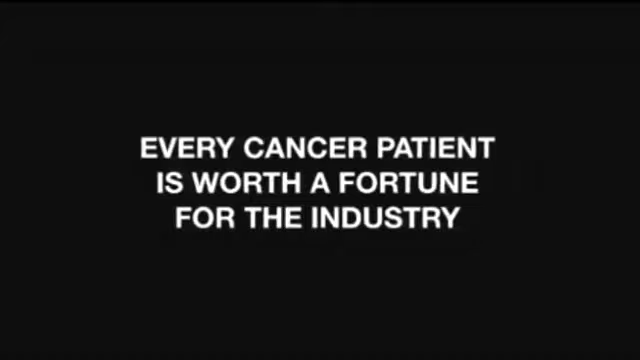 EVERY CANCER PATIENT
IS WORTH A FORTUNE
FOR THE INDUSTRY